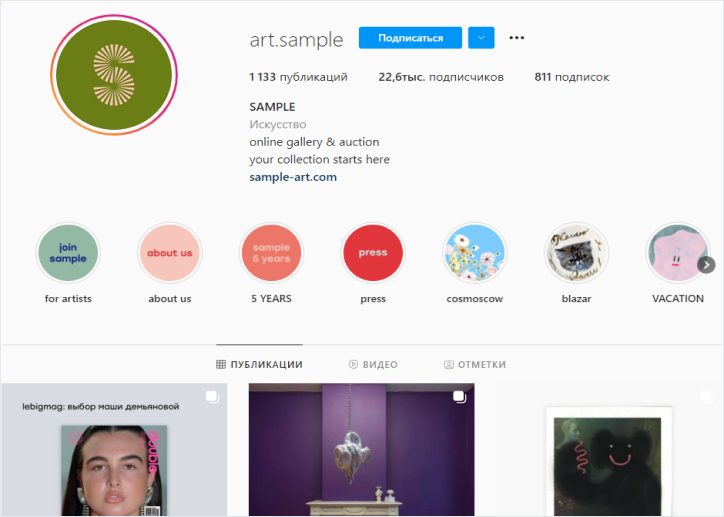 art.sample
Подписаться
1 133 публикаций 22,6тыс. подписчиков 811 подписок
SAMPLE
Искусство
online gallery & auction
your collection starts here
sample-art.com
join
sample
about us
sample
5 years
press
for artists
about us
5 YEARS
press
cosmoscow
blazar
VACATION
ПУБЛИКАЦИИ
ВИДЕО
ОТМЕТКИ
lebigmag: выбор маши демьяновой